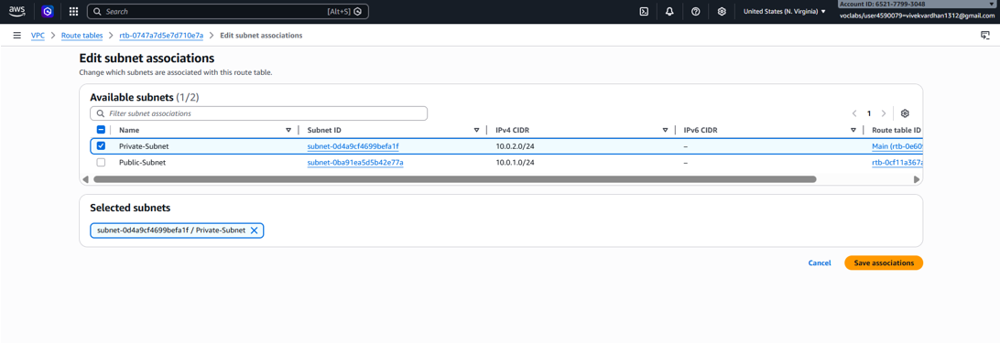 aws
Search
[Alt+S]
United States (N. Virginia)
Account ID: 6521-7799-3048
voclabs/user4590079=vivekvardhan1312@gmail.com
VPC > Route tables > rtb-0747a7d5e7d710e7a > Edit subnet associations
Edit subnet associations
Change which subnets are associated with this route table.
Available subnets (1/2)
Filter subnet associations
1
Name Subnet ID IPv4 CIDR IPv6 CIDR Route table ID
Private-Subnet subnet-0d4a9cf4699befa1f 10.0.2.0/24 – Main (rtb-0e609
Public-Subnet subnet-0ba91ea5d5b42e77a 10.0.1.0/24 – rtb-0cf11a367a
Selected subnets
subnet-0d4a9cf4699befa1f / Private-Subnet
Cancel
Save associations